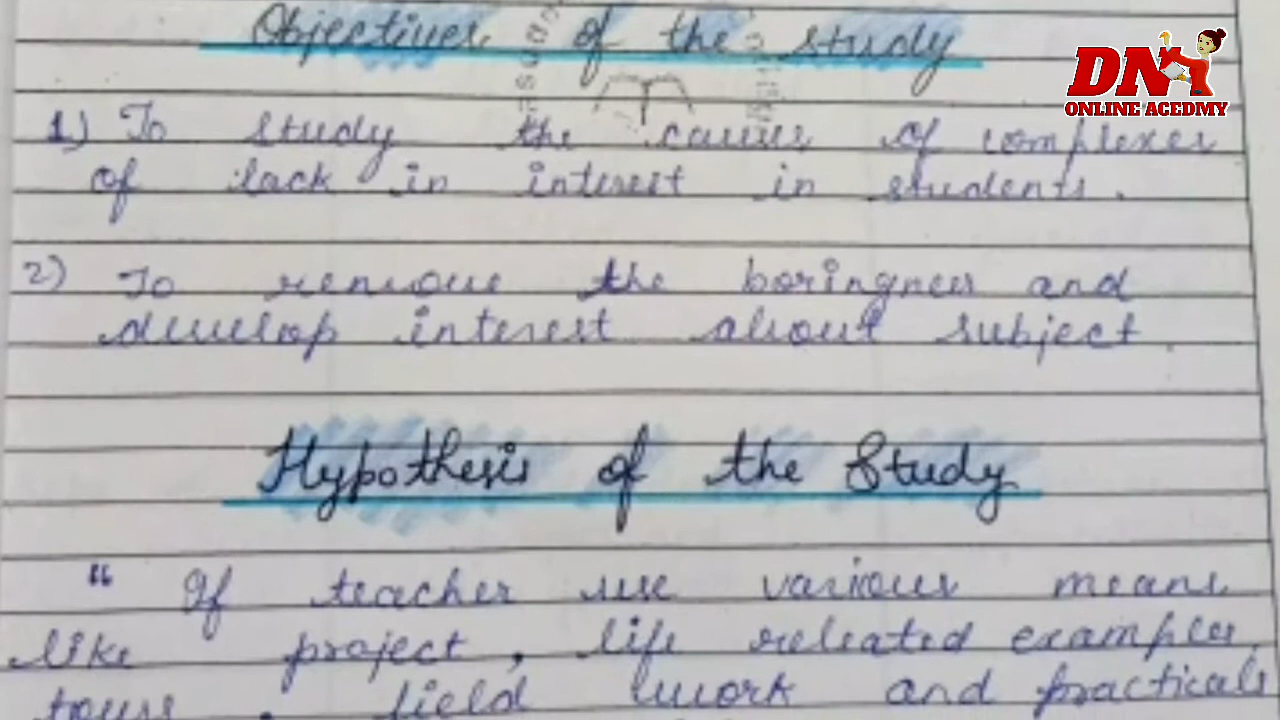 Objectives of the study
DN
ONLINE ACEDMY
1) To study the causes of complexes
of lack in interest in students.
2) To remove the boringness and
develop interest about subject.
Hypothesis of the Study
" If teacher use various means
like project, life releated examples,
tours, field work and practicals